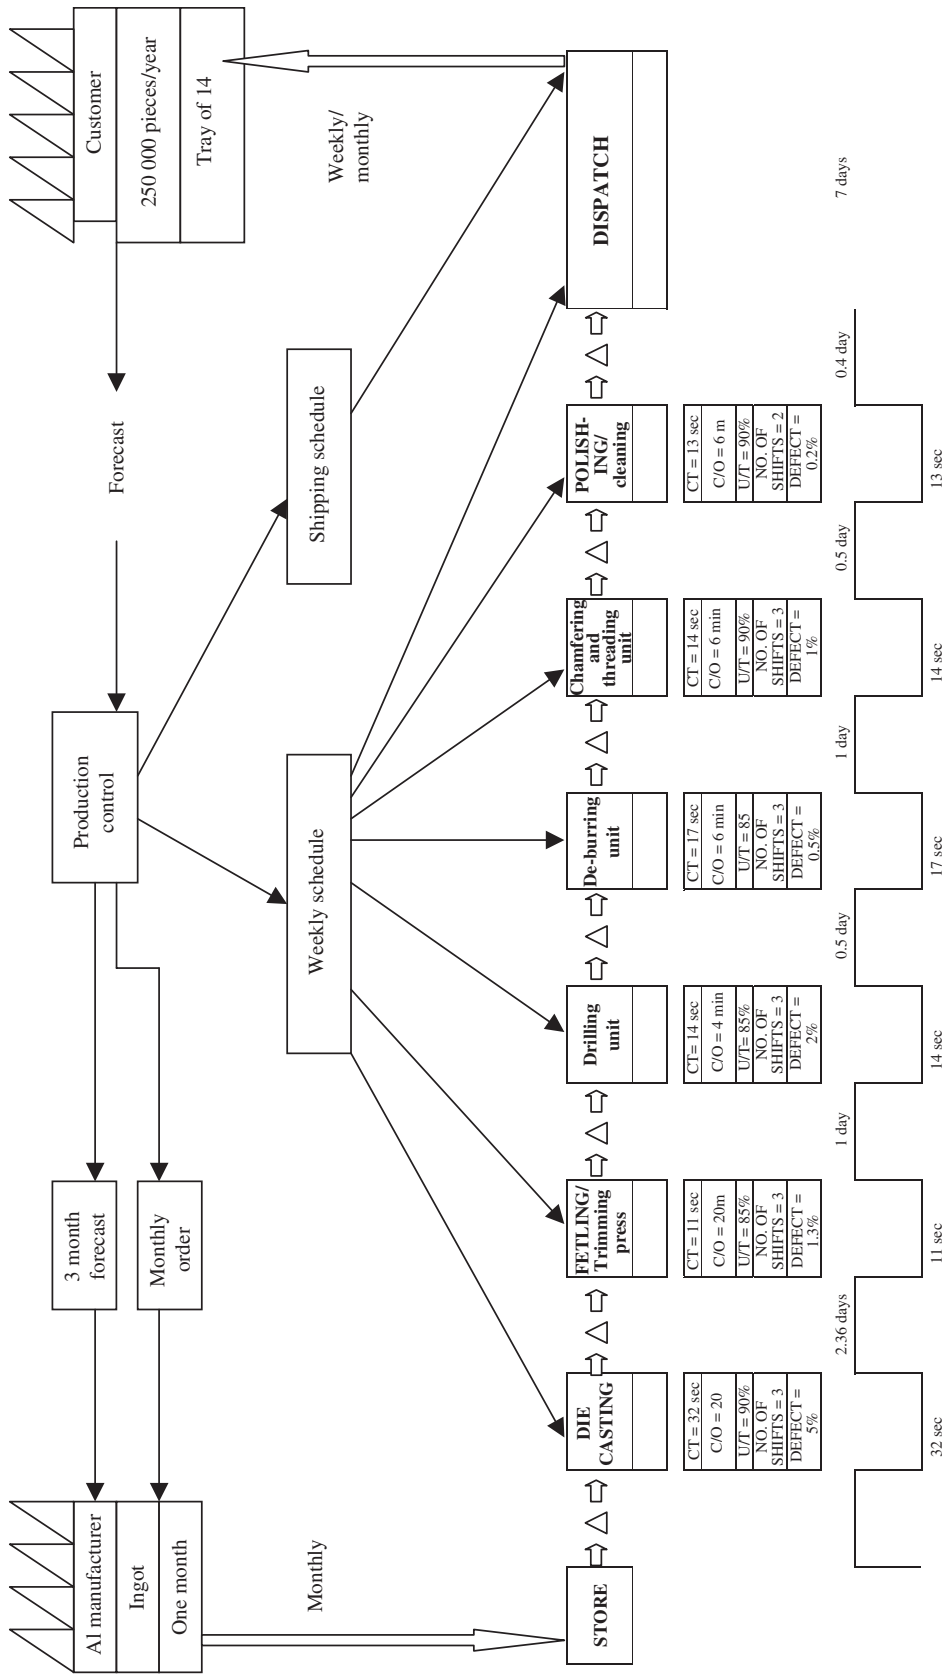 Al manufacturer
Ingot
One month
3 month
forecast
Monthly
order
Production
control
Forecast
Customer
250 000 pieces/year
Tray of 14
Monthly
Weekly schedule
Shipping schedule
Weekly/
monthly
STORE
DIE
CASTING
FETLING/
Trimming
press
Drilling
unit
De-burring
unit
Chamfering
and
threading
unit
POLISH-
ING/
cleaning
DISPATCH
CT = 32 sec
C/O = 20
U/T = 90%
NO. OF
SHIFTS = 3
DEFECT =
5%
CT = 11 sec
C/O = 20m
U/T = 85%
NO. OF
SHIFTS = 3
DEFECT =
1.3%
CT= 14 sec
C/O = 4 min
U/T= 85%
NO. OF
SHIFTS = 3
DEFECT =
2%
CT = 17 sec
C/O = 6 min
U/T = 85
NO. OF
SHIFTS = 3
DEFECT =
0.5%
CT = 14 sec
C/O = 6 min
U/T = 90%
NO. OF
SHIFTS = 3
DEFECT =
1%
CT = 13 sec
C/O = 6 m
U/T = 90%
NO. OF
SHIFTS = 2
DEFECT =
0.2%
2.36 days
1 day
0.5 day
1 day
0.5 day
0.4 day
7 days
32 sec
11 sec
14 sec
17 sec
14 sec
13 sec